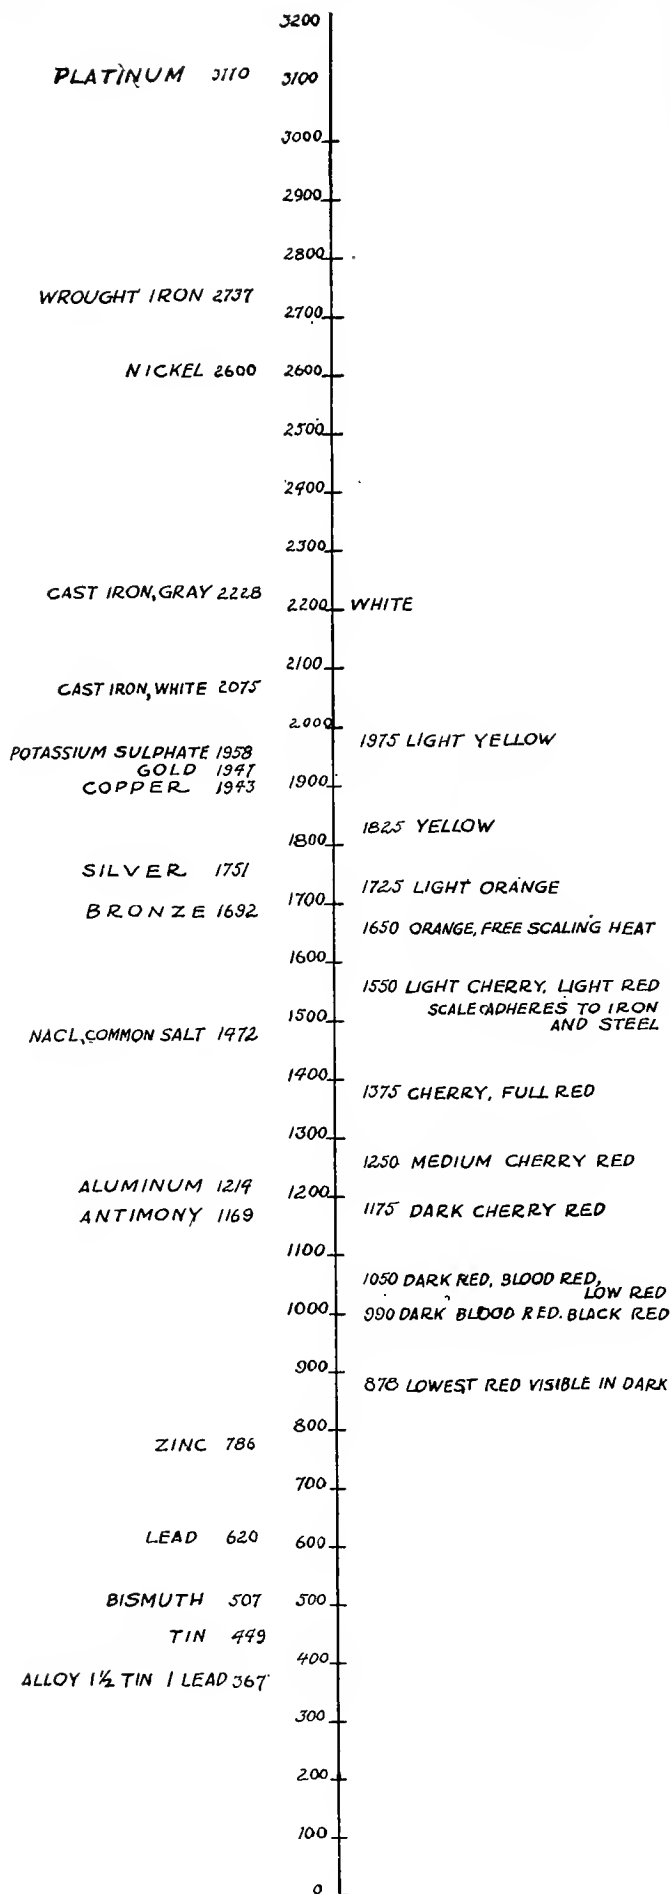 3200
PLATINUM 3110 3100
3000
2900
2800
WROUGHT IRON 2737
2700
NICKEL 2600 2600
2500
2400
2300
CAST IRON, GRAY 2228
2200 WHITE
2100
CAST IRON, WHITE 2075
2000
1975 LIGHT YELLOW
POTASSIUM SULPHATE 1958
GOLD 1947
COPPER 1943 1900
1825 YELLOW
1800
SILVER 1751
1725 LIGHT ORANGE
BRONZE 1692 1700
1650 ORANGE, FREE SCALING HEAT
1600
1550 LIGHT CHERRY, LIGHT RED
SCALE ADHERES TO IRON
AND STEEL
1500
NACL, COMMON SALT 1472
1400
1375 CHERRY, FULL RED
1300
1250 MEDIUM CHERRY RED
ALUMINUM 1214 1200
ANTIMONY 1169 1175 DARK CHERRY RED
1100
1050 DARK RED, BLOOD RED,
LOW RED
1000 990 DARK BLOOD RED. BLACK RED
900
878 LOWEST RED VISIBLE IN DARK
800
ZINC 786
700
LEAD 620 600
BISMUTH 507 500
TIN 449
400
ALLOY 1½ TIN 1 LEAD 367
300
200
100
0